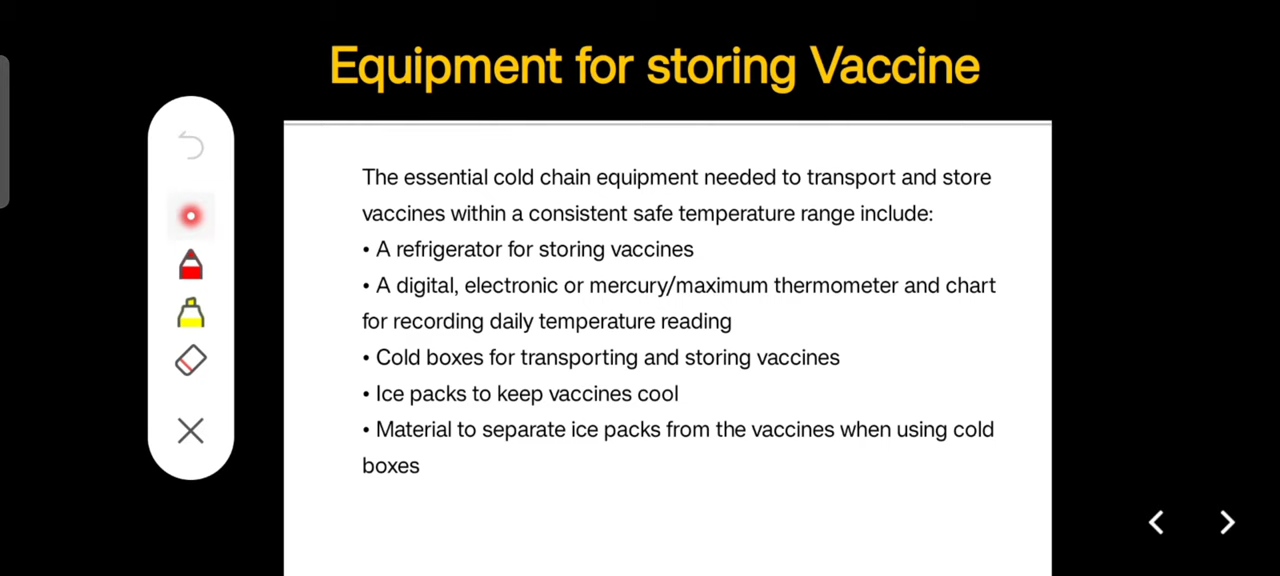 Equipment for storing Vaccine
The essential cold chain equipment needed to transport and store
vaccines within a consistent safe temperature range include:
• A refrigerator for storing vaccines
• A digital, electronic or mercury/maximum thermometer and chart
for recording daily temperature reading
• Cold boxes for transporting and storing vaccines
• Ice packs to keep vaccines cool
• Material to separate ice packs from the vaccines when using cold
boxes